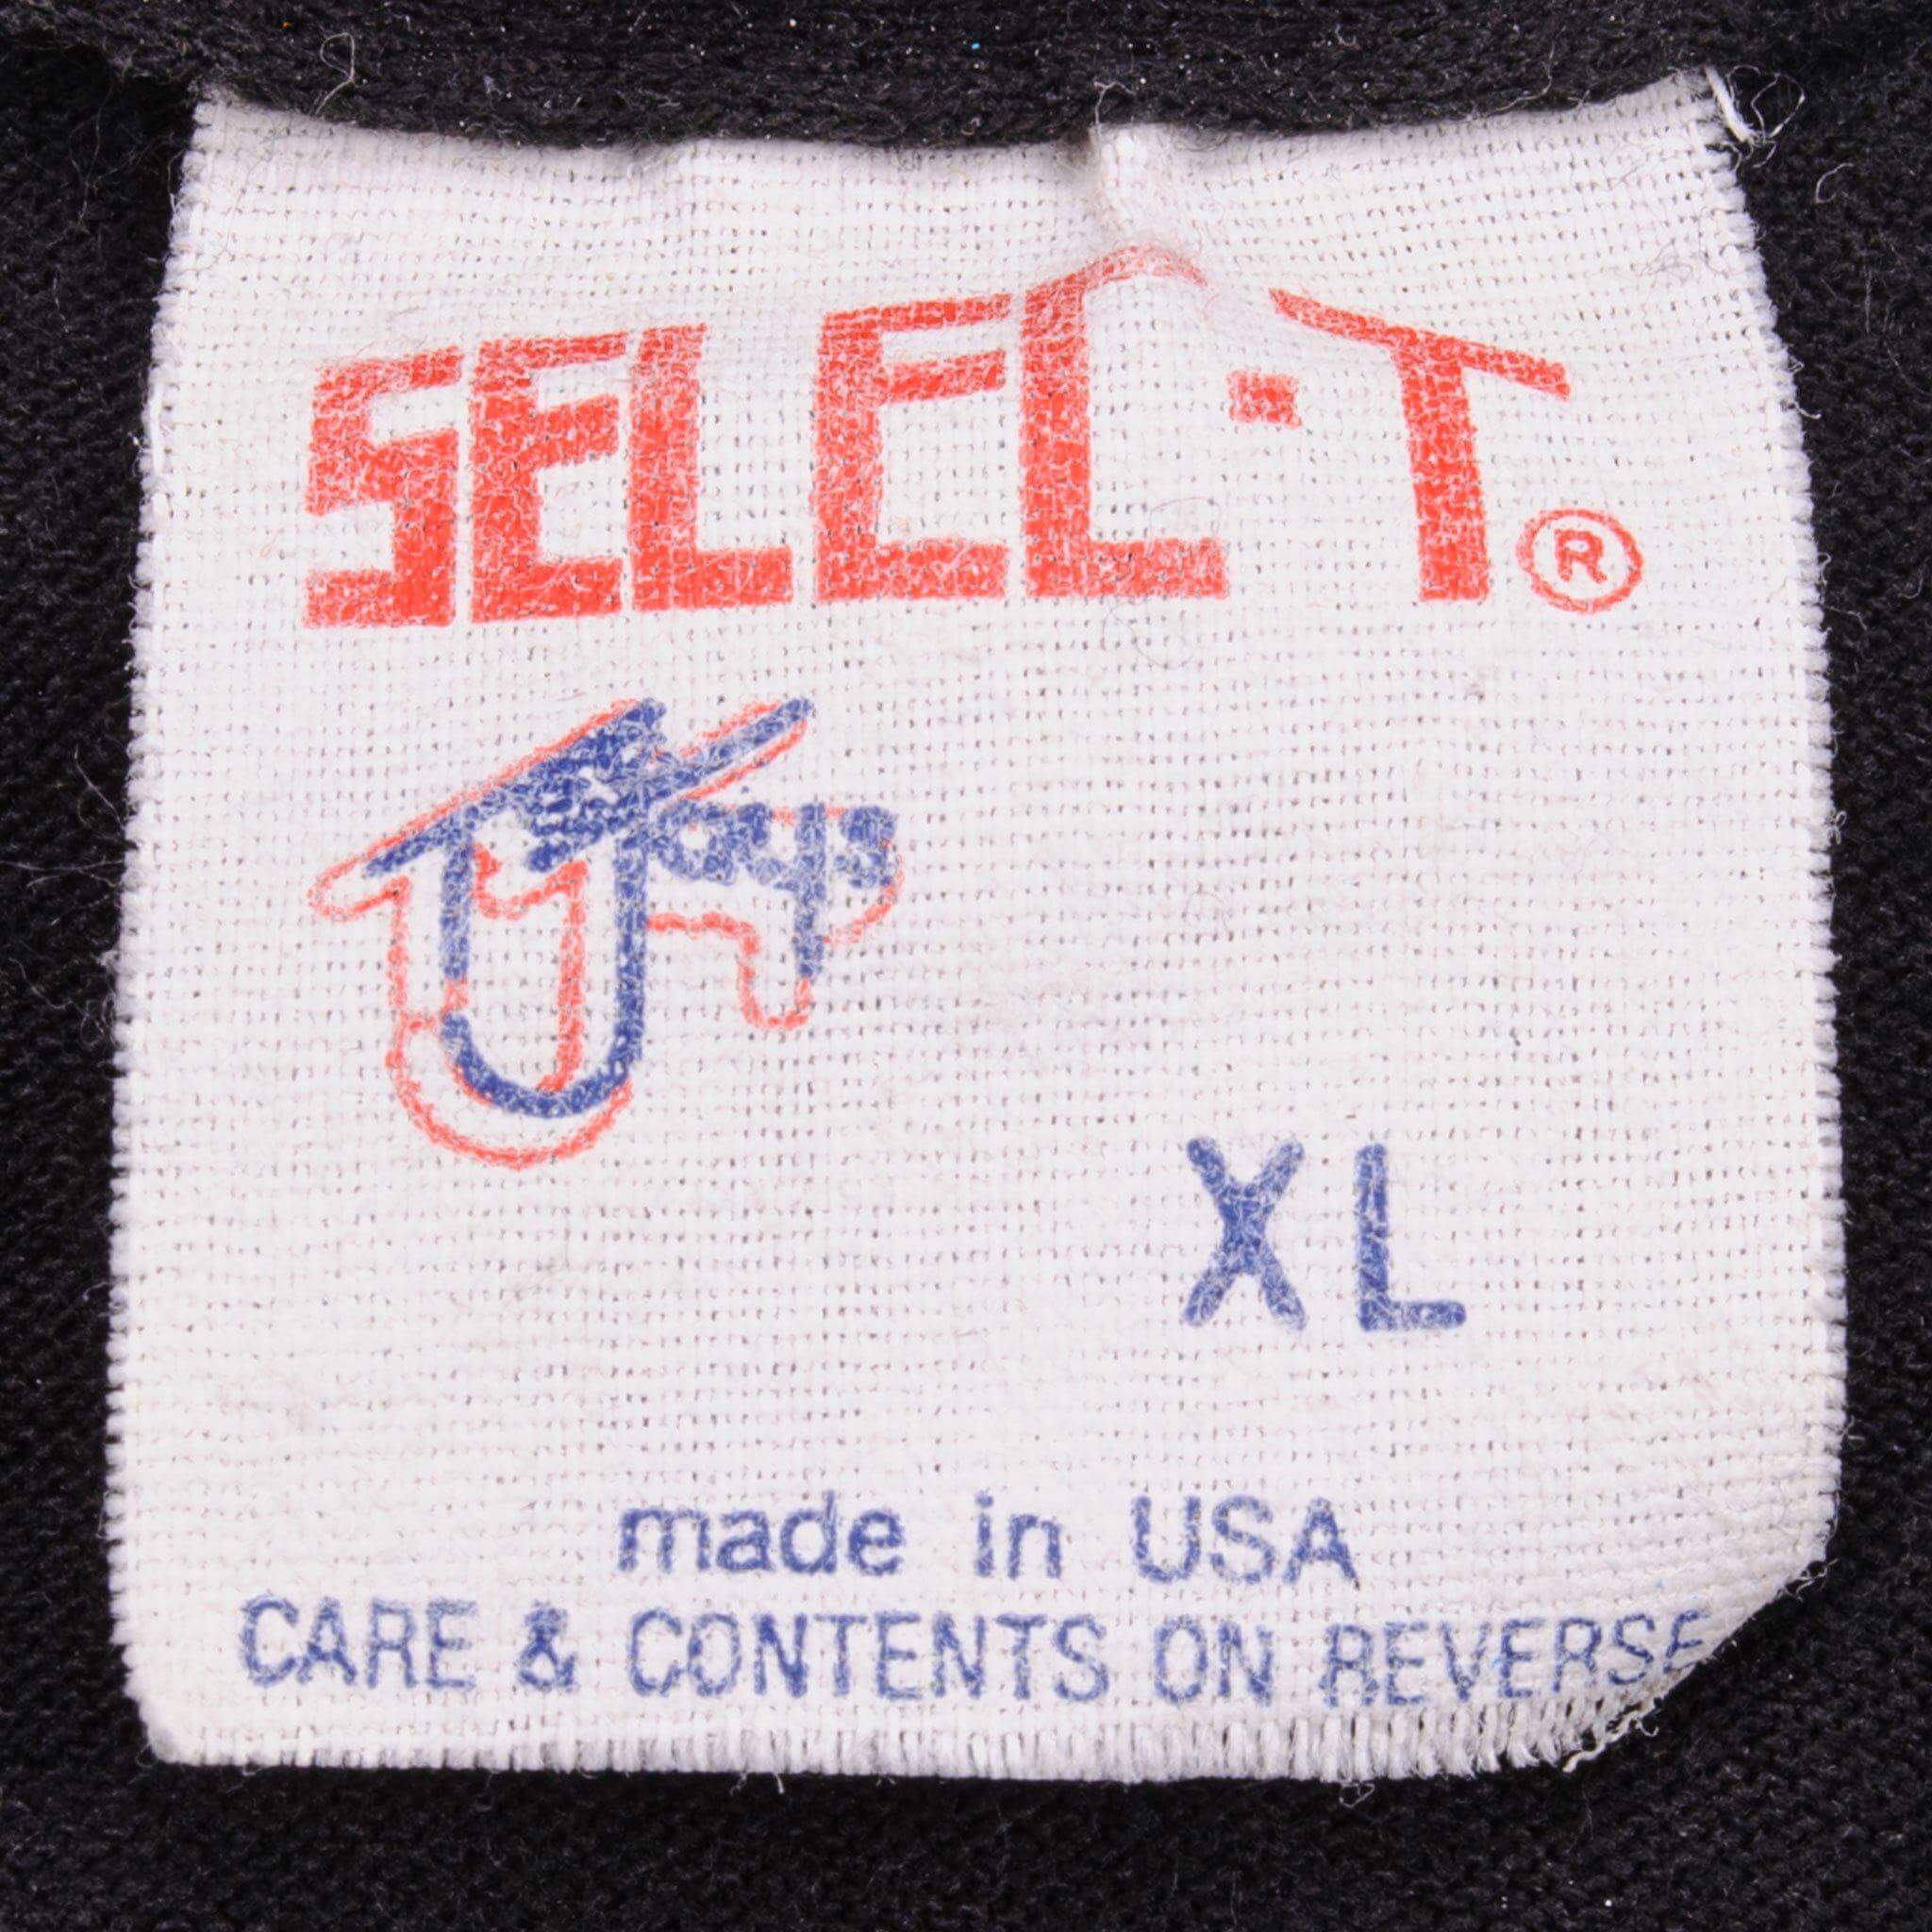 SELEC-T®
XL
made in USA
CARE & CONTENTS ON REVERSE